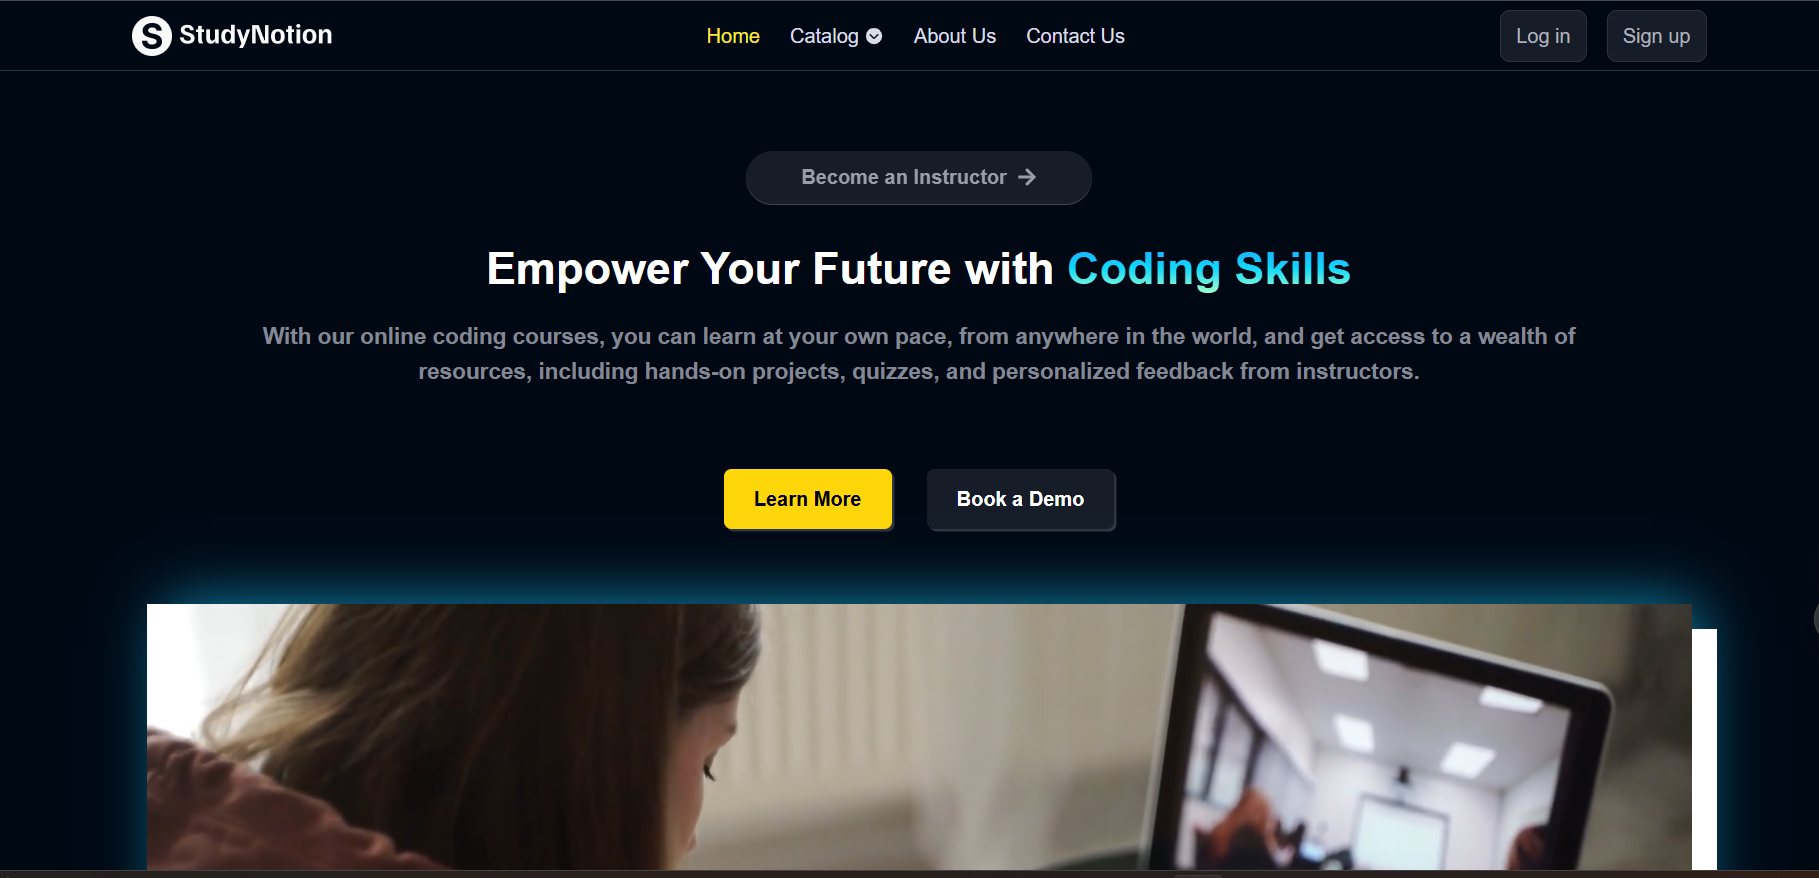 StudyNotion
Home Catalog About Us Contact Us
Log in Sign up
Become an Instructor
Empower Your Future with Coding Skills
With our online coding courses, you can learn at your own pace, from anywhere in the world, and get access to a wealth of
resources, including hands-on projects, quizzes, and personalized feedback from instructors.
Learn More Book a Demo